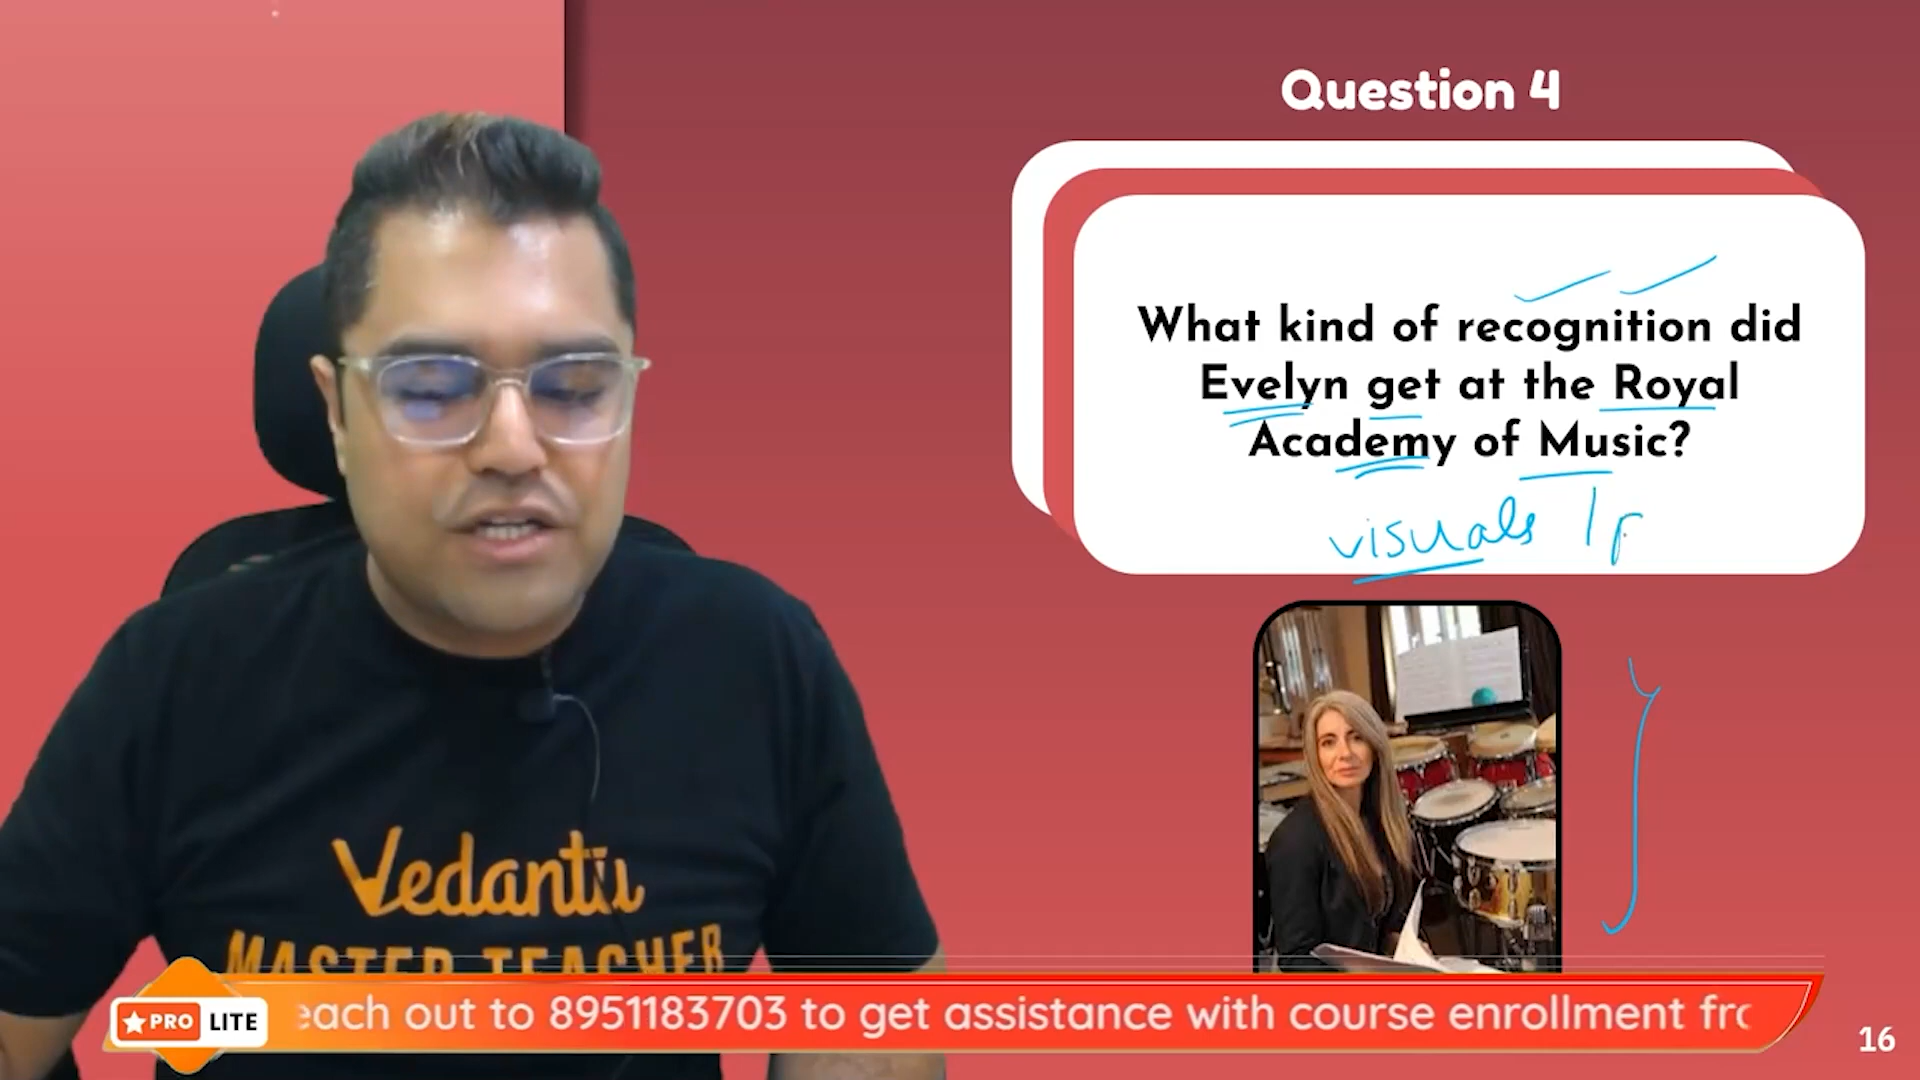 Question 4
What kind of recognition did
Evelyn get at the Royal
Academy of Music?
visuals
Vedantu
MASTER TEACHER
PRO LITE
each out to 8951183703 to get assistance with course enrollment fro
16